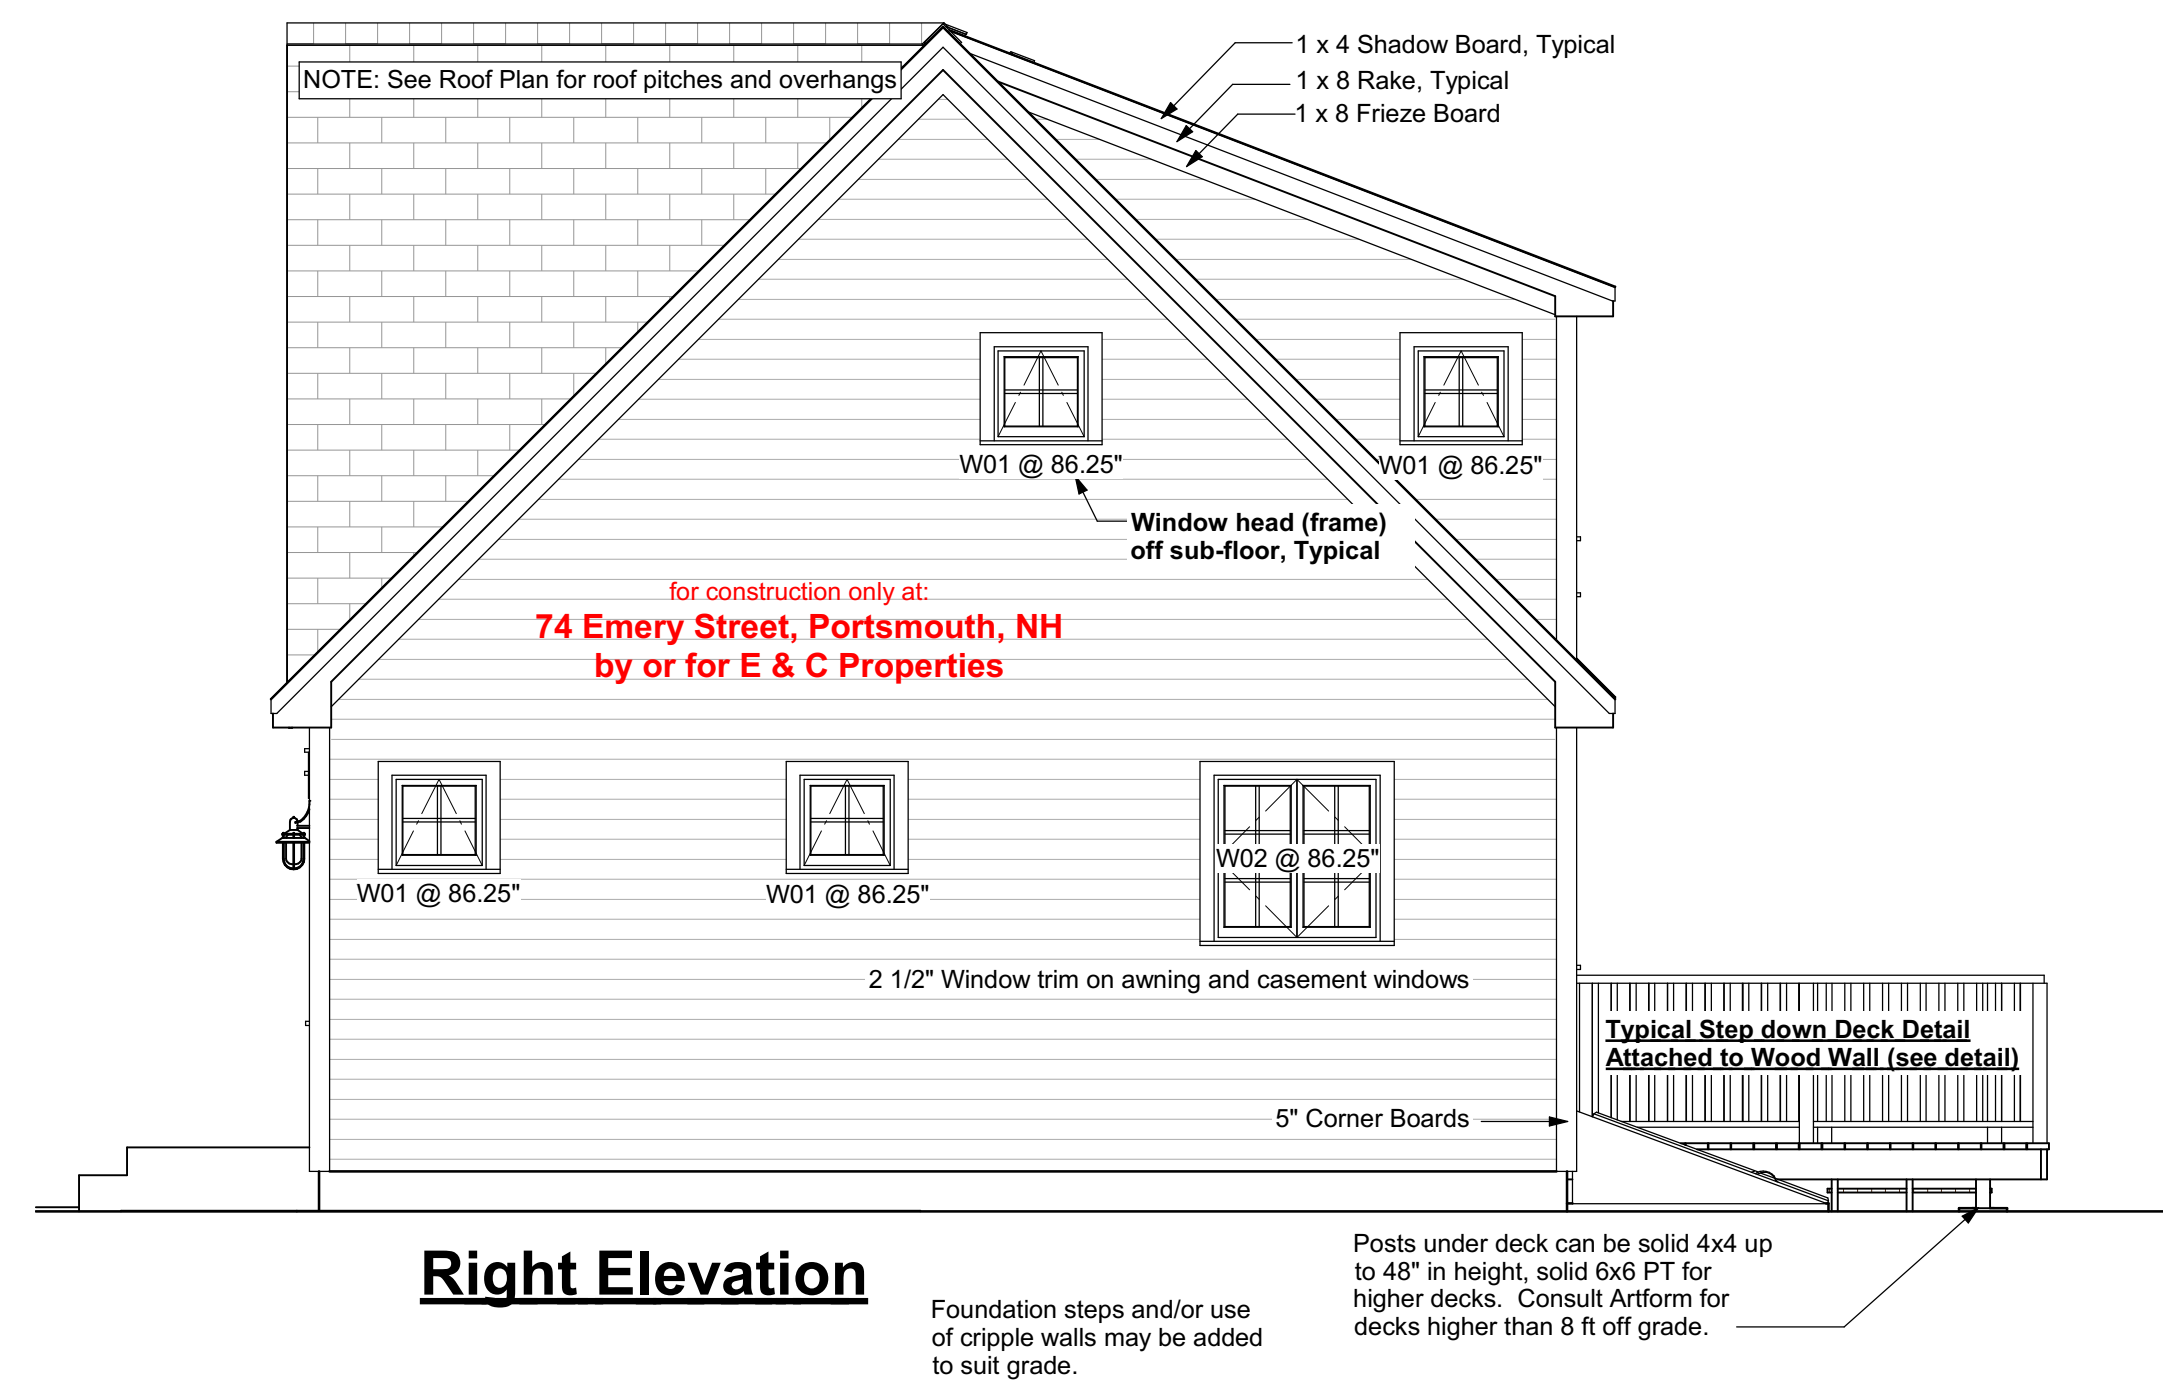 1 x 4 Shadow Board, Typical
NOTE: See Roof Plan for roof pitches and overhangs
1 x 8 Rake, Typical
1 x 8 Frieze Board
W01 @ 86.25"
W01 @ 86.25"
Window head (frame)
off sub-floor, Typical
for construction only at:
74 Emery Street, Portsmouth, NH
by or for E & C Properties
W01 @ 86.25"
W01 @ 86.25"
W02 @ 86.25"
2 1/2" Window trim on awning and casement windows
Typical Step down Deck Detail
Attached to Wood Wall (see detail)
5" Corner Boards
Right Elevation
Foundation steps and/or use
of cripple walls may be added
to suit grade.
Posts under deck can be solid 4x4 up
to 48" in height, solid 6x6 PT for
higher decks.  Consult Artform for
decks higher than 8 ft off grade.